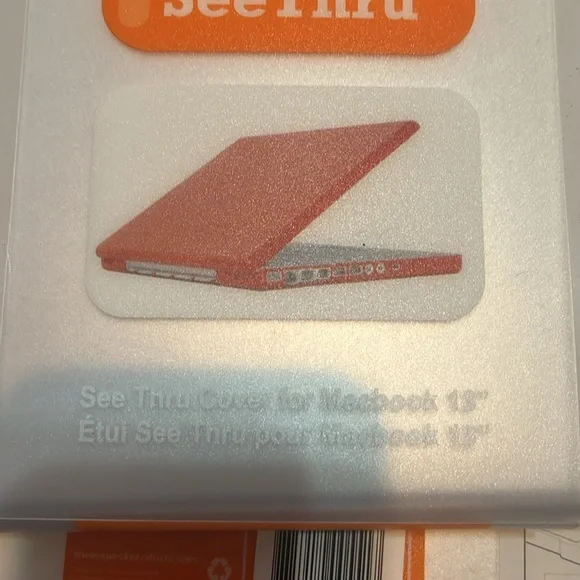 SeeThru
See Thru Cover for Macbook 13"
Étui See Thru pour Macbook 13"